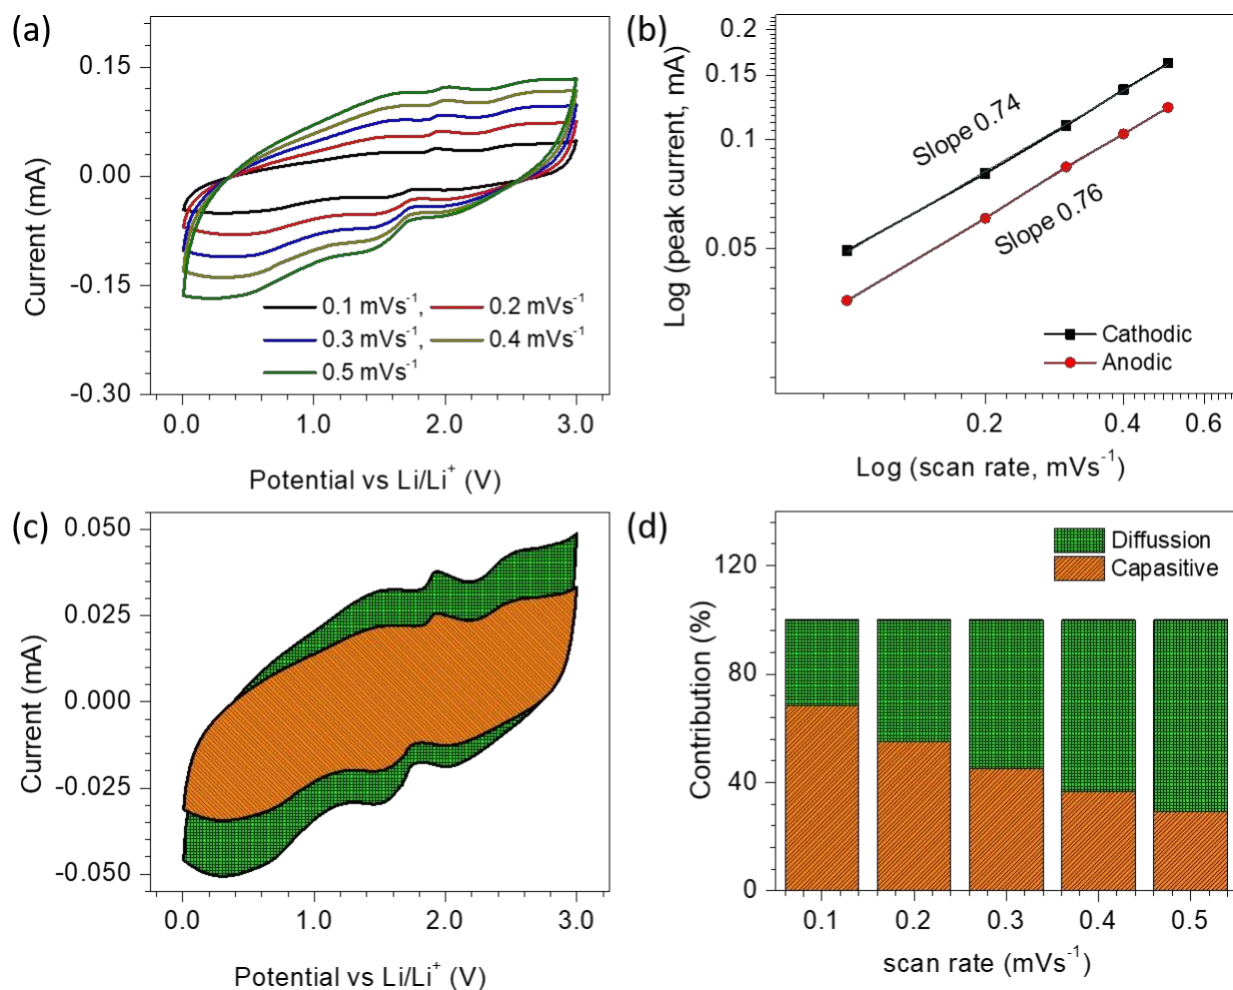 (a)
0.15
0.00
-0.15
-0.30
Current (mA)
0.1 mVs⁻¹, 0.2 mVs⁻¹
0.3 mVs⁻¹, 0.4 mVs⁻¹
0.5 mVs⁻¹
0.0 1.0 2.0 3.0
Potential vs Li/Li⁺ (V)
(b)
0.2
0.15
0.1
0.05
Log (peak current, mA)
Slope 0.74
Slope 0.76
Cathodic
Anodic
0.2 0.4 0.6
Log (scan rate, mVs⁻¹)
(c)
0.050
0.025
0.000
-0.025
-0.050
Current (mA)
0.0 1.0 2.0 3.0
Potential vs Li/Li⁺ (V)
(d)
Diffussion
Capasitive
120
80
40
0
Contribution (%)
0.1 0.2 0.3 0.4 0.5
scan rate (mVs⁻¹)